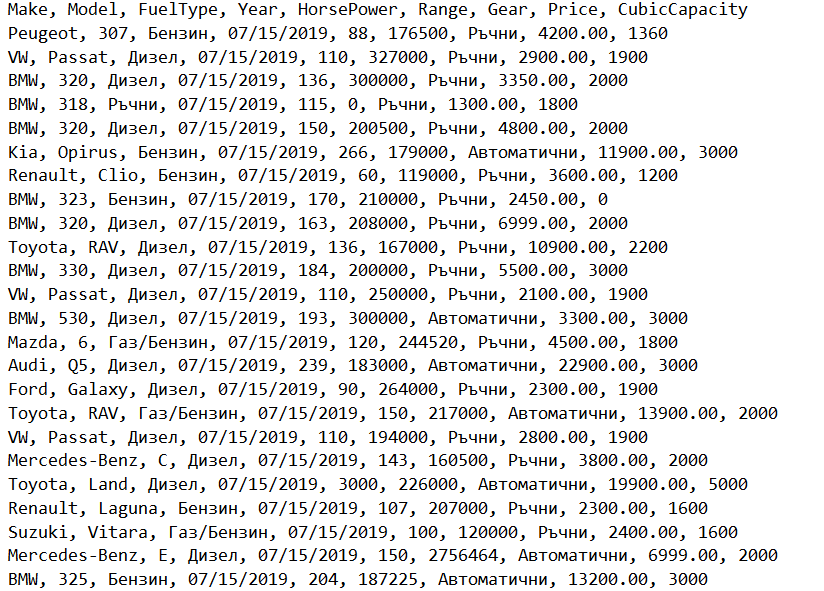 Make, Model, FuelType, Year, HorsePower, Range, Gear, Price, CubicCapacity
Peugeot, 307, Бензин, 07/15/2019, 88, 176500, Ръчни, 4200.00, 1360
VW, Passat, Дизел, 07/15/2019, 110, 327000, Ръчни, 2900.00, 1900
BMW, 320, Дизел, 07/15/2019, 136, 300000, Ръчни, 3350.00, 2000
BMW, 318, Ръчни, 07/15/2019, 115, 0, Ръчни, 1300.00, 1800
BMW, 320, Дизел, 07/15/2019, 150, 200500, Ръчни, 4800.00, 2000
Kia, Opirus, Бензин, 07/15/2019, 266, 179000, Автоматични, 11900.00, 3000
Renault, Clio, Бензин, 07/15/2019, 60, 119000, Ръчни, 3600.00, 1200
BMW, 323, Бензин, 07/15/2019, 170, 210000, Ръчни, 2450.00, 0
BMW, 320, Дизел, 07/15/2019, 163, 208000, Ръчни, 6999.00, 2000
Toyota, RAV, Дизел, 07/15/2019, 136, 167000, Ръчни, 10900.00, 2200
BMW, 330, Дизел, 07/15/2019, 184, 200000, Ръчни, 5500.00, 3000
VW, Passat, Дизел, 07/15/2019, 110, 250000, Ръчни, 2100.00, 1900
BMW, 530, Дизел, 07/15/2019, 193, 300000, Автоматични, 3300.00, 3000
Mazda, 6, Газ/Бензин, 07/15/2019, 120, 244520, Ръчни, 4500.00, 1800
Audi, Q5, Дизел, 07/15/2019, 239, 183000, Автоматични, 22900.00, 3000
Ford, Galaxy, Дизел, 07/15/2019, 90, 264000, Ръчни, 2300.00, 1900
Toyota, RAV, Газ/Бензин, 07/15/2019, 150, 217000, Автоматични, 13900.00, 2000
VW, Passat, Дизел, 07/15/2019, 110, 194000, Ръчни, 2800.00, 1900
Mercedes-Benz, C, Дизел, 07/15/2019, 143, 160500, Ръчни, 3800.00, 2000
Toyota, Land, Дизел, 07/15/2019, 3000, 226000, Автоматични, 19900.00, 5000
Renault, Laguna, Бензин, 07/15/2019, 107, 207000, Ръчни, 2300.00, 1600
Suzuki, Vitara, Газ/Бензин, 07/15/2019, 100, 120000, Ръчни, 2400.00, 1600
Mercedes-Benz, E, Дизел, 07/15/2019, 150, 2756464, Автоматични, 6999.00, 2000
BMW, 325, Бензин, 07/15/2019, 204, 187225, Автоматични, 13200.00, 3000